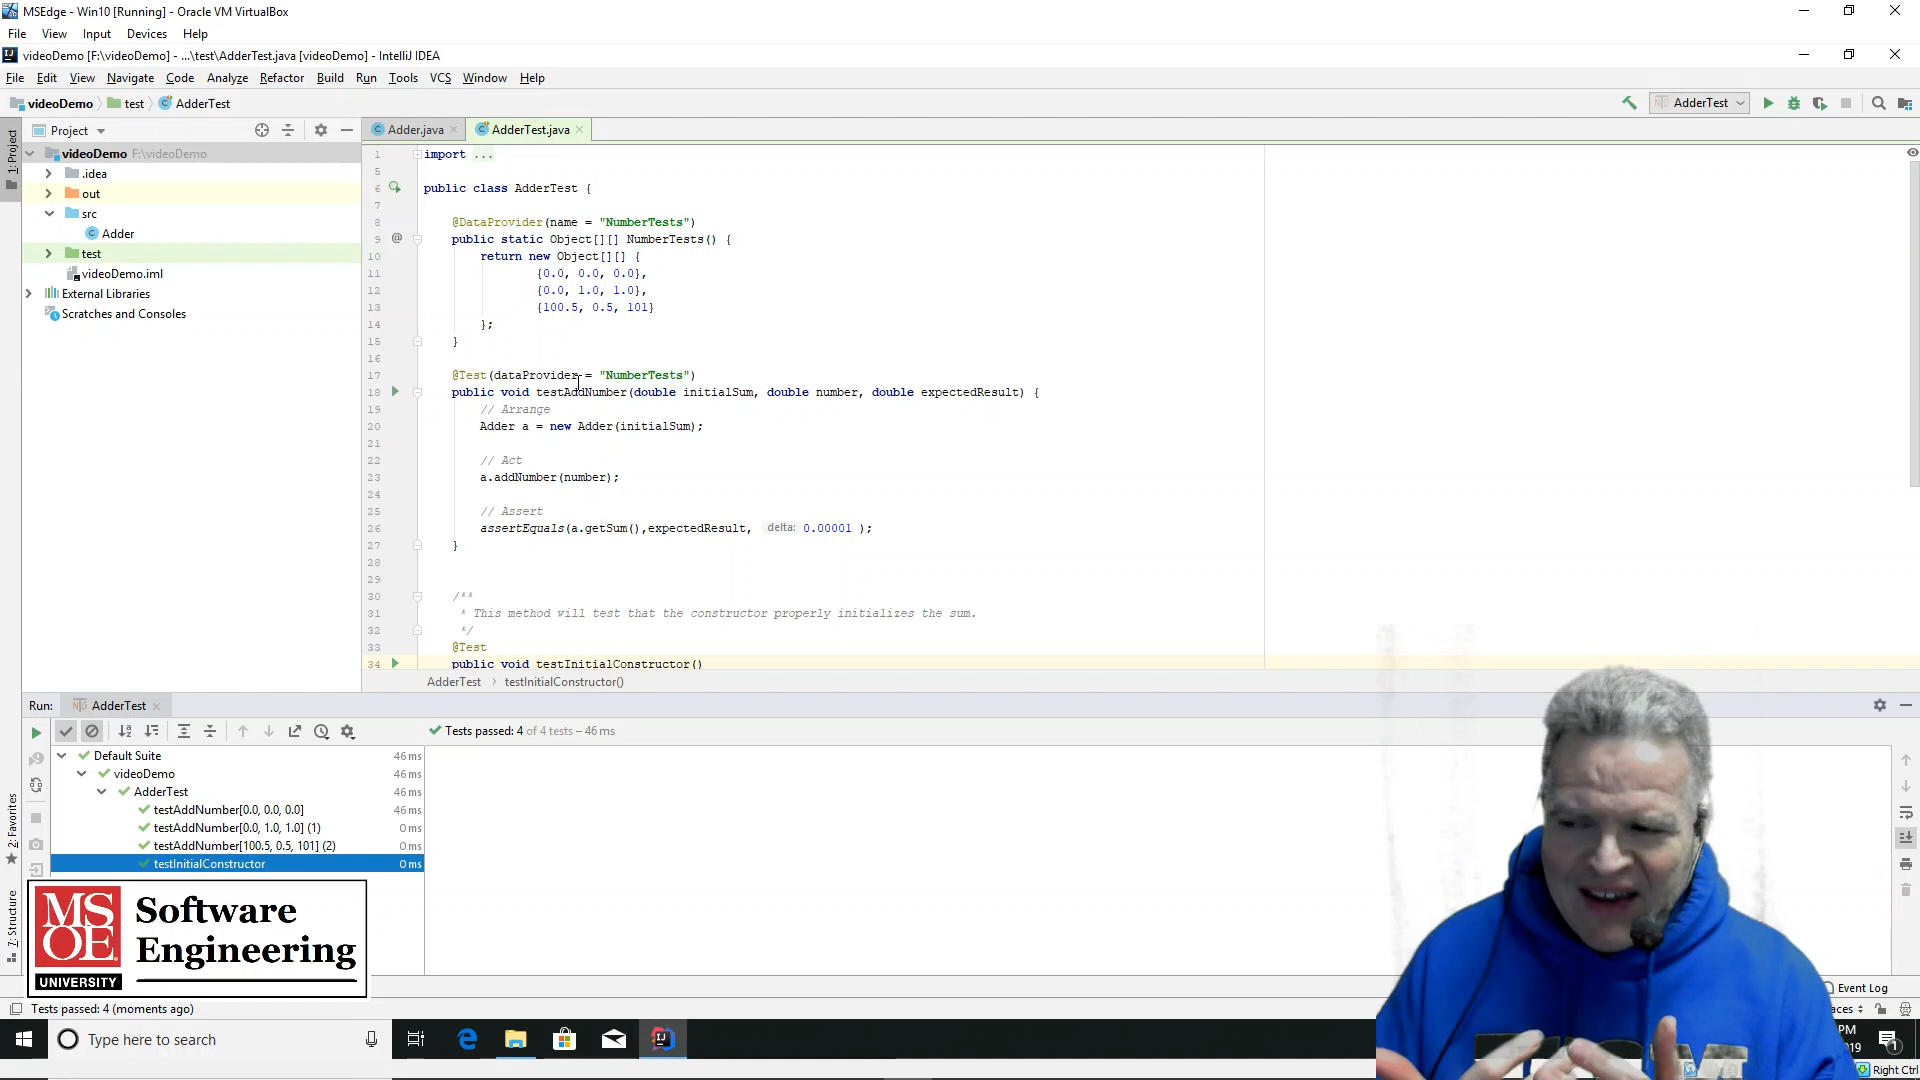 MSEdge - Win10 [Running] - Oracle VM VirtualBox
File View Input Devices Help
videoDemo [F:\videoDemo] - ...\test\AdderTest.java [videoDemo] - IntelliJ IDEA
File Edit View Navigate Code Analyze Refactor Build Run Tools VCS Window Help
videoDemo test AdderTest
AdderTest
1: Project
Project
videoDemo F:\videoDemo
.idea
out
src
Adder
test
videoDemo.iml
External Libraries
Scratches and Consoles
Adder.java
AdderTest.java
1 import ...
5
6 public class AdderTest {
7
8 @DataProvider(name = "NumberTests")
9 @ public static Object[][] NumberTests() {
10 return new Object[][] {
11 {0.0, 0.0, 0.0},
12 {0.0, 1.0, 1.0},
13 {100.5, 0.5, 101}
14 };
15 }
16
17 @Test(dataProvider = "NumberTests")
18 public void testAddNumber(double initialSum, double number, double expectedResult) {
19 // Arrange
20 Adder a = new Adder(initialSum);
21
22 // Act
23 a.addNumber(number);
24
25 // Assert
26 assertEquals(a.getSum(),expectedResult, delta: 0.00001 );
27 }
28
29
30 /**
31 * This method will test that the constructor properly initializes the sum.
32 */
33 @Test
34 public void testInitialConstructor()
AdderTest testInitialConstructor()
Run: AdderTest
Tests passed: 4 of 4 tests – 46 ms
Default Suite 46 ms
videoDemo 46 ms
AdderTest 46 ms
testAddNumber[0.0, 0.0, 0.0] 46 ms
testAddNumber[0.0, 1.0, 1.0] (1) 0 ms
testAddNumber[100.5, 0.5, 101] (2) 0 ms
testInitialConstructor 0 ms
2: Favorites
7: Structure
MS
OE
UNIVERSITY
Software
Engineering
Event Log
Tests passed: 4 (moments ago)
aces
Type here to search
PM
019
1
Right Ctrl